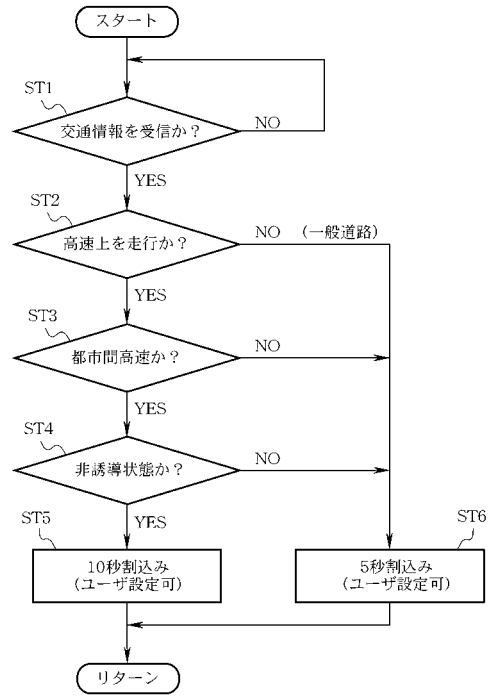 スタート
ST1
交通情報を受信か？
NO
YES
ST2
高速上を走行か？
NO （一般道路）
YES
ST3
都市間高速か？
NO
YES
ST4
非誘導状態か？
NO
YES
ST5
10秒割込み
（ユーザ設定可）
ST6
5秒割込み
（ユーザ設定可）
リターン